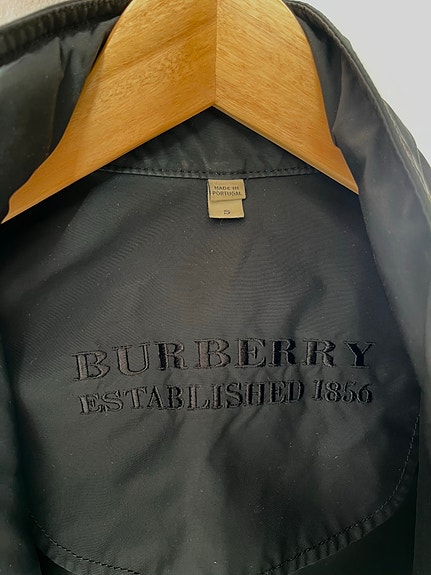 MADE IN
PORTUGAL
S
BURBERRY
ESTABLISHED 1856